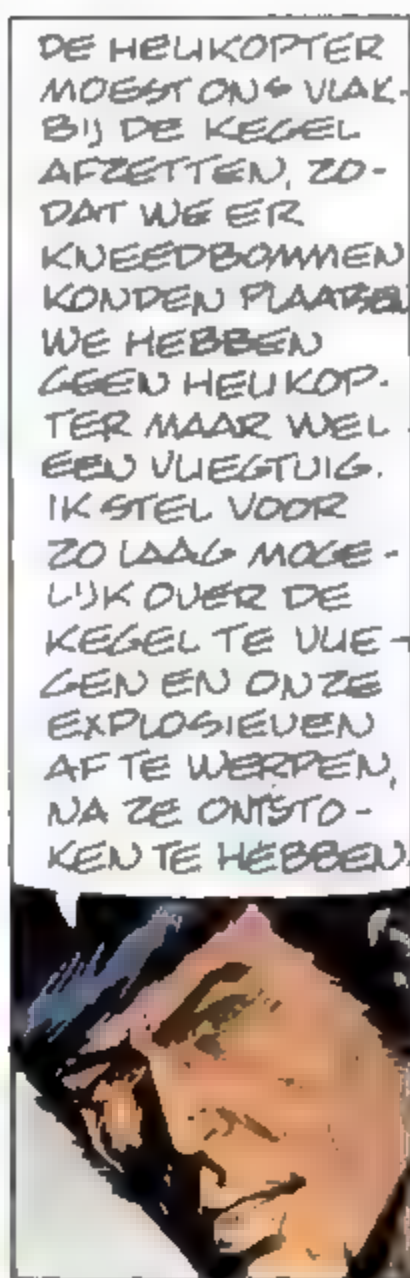 DE HELIKOPTER
MOEST ONS VLAK-
BIJ DE KEGEL
AFZETTEN, ZO-
DAT WE ER
KNEEDBOMMEN
KONDEN PLAATSEN
WE HEBBEN
GEEN HELIKOP-
TER MAAR WEL
EEN VLIEGTUIG.
IK STEL VOOR
ZO LAAG MOGE-
LIJK OVER DE
KEGEL TE VLIE-
GEN EN ONZE
EXPLOSIEVEN
AF TE WERPEN,
NA ZE ONTSTO-
KEN TE HEBBEN.